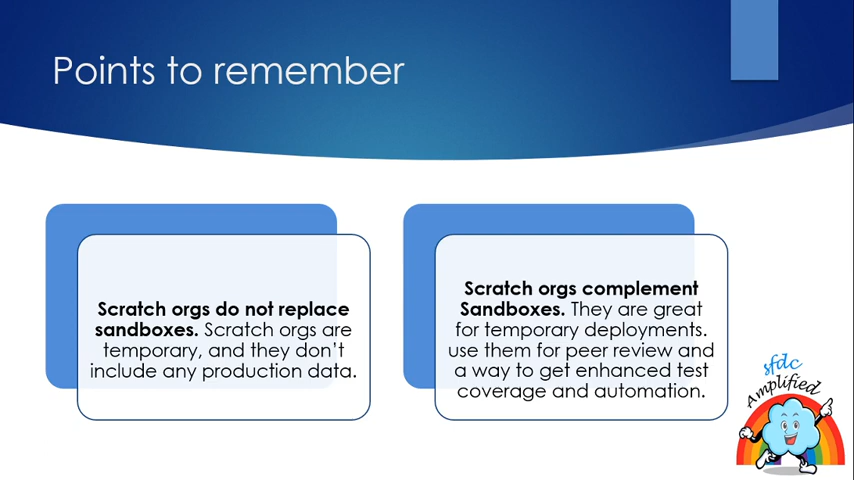 Points to remember
Scratch orgs do not replace
sandboxes. Scratch orgs are
temporary, and they don't
include any production data.
Scratch orgs complement
Sandboxes. They are great
for temporary deployments.
use them for peer review and
a way to get enhanced test
coverage and automation.
sfdc
Amplified